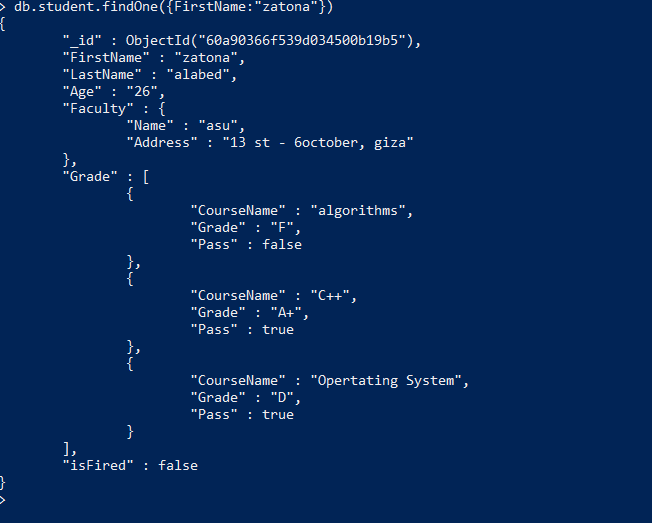 > db.student.findOne({FirstName:"zatona"})
{
        "_id" : ObjectId("60a90366f539d034500b19b5"),
        "FirstName" : "zatona",
        "LastName" : "alabed",
        "Age" : "26",
        "Faculty" : {
                "Name" : "asu",
                "Address" : "13 st - 6october, giza"
        },
        "Grade" : [
                {
                        "CourseName" : "algorithms",
                        "Grade" : "F",
                        "Pass" : false
                },
                {
                        "CourseName" : "C++",
                        "Grade" : "A+",
                        "Pass" : true
                },
                {
                        "CourseName" : "Opertating System",
                        "Grade" : "D",
                        "Pass" : true
                }
        ],
        "isFired" : false
}
>